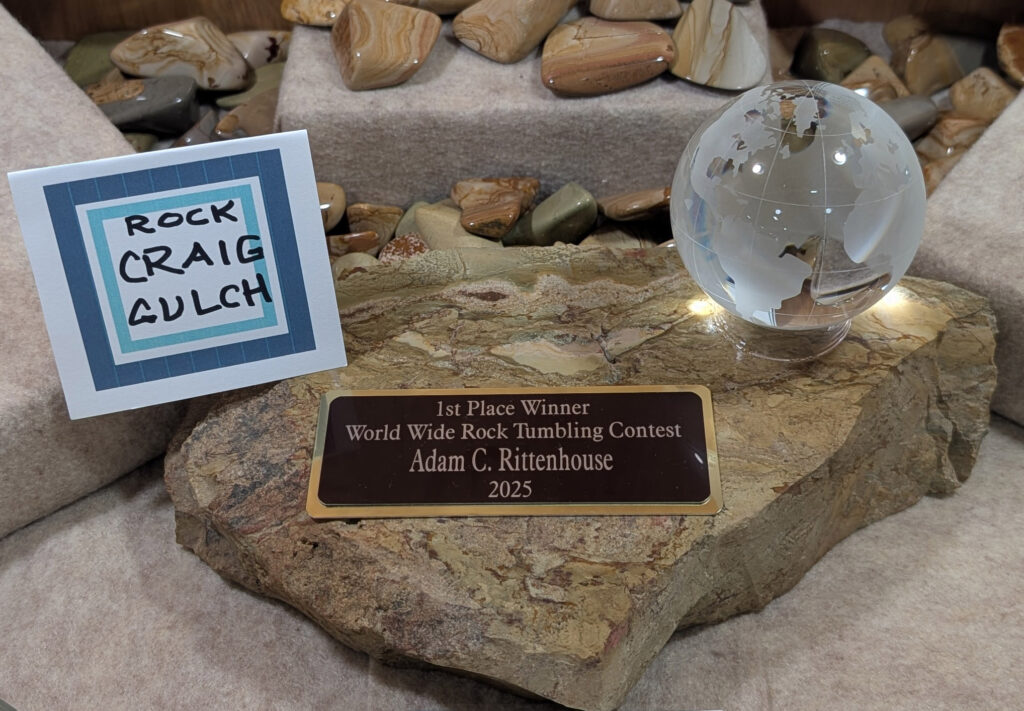 ROCK
CRAIG
GULCH
1st Place Winner
World Wide Rock Tumbling Contest
Adam C. Rittenhouse
2025